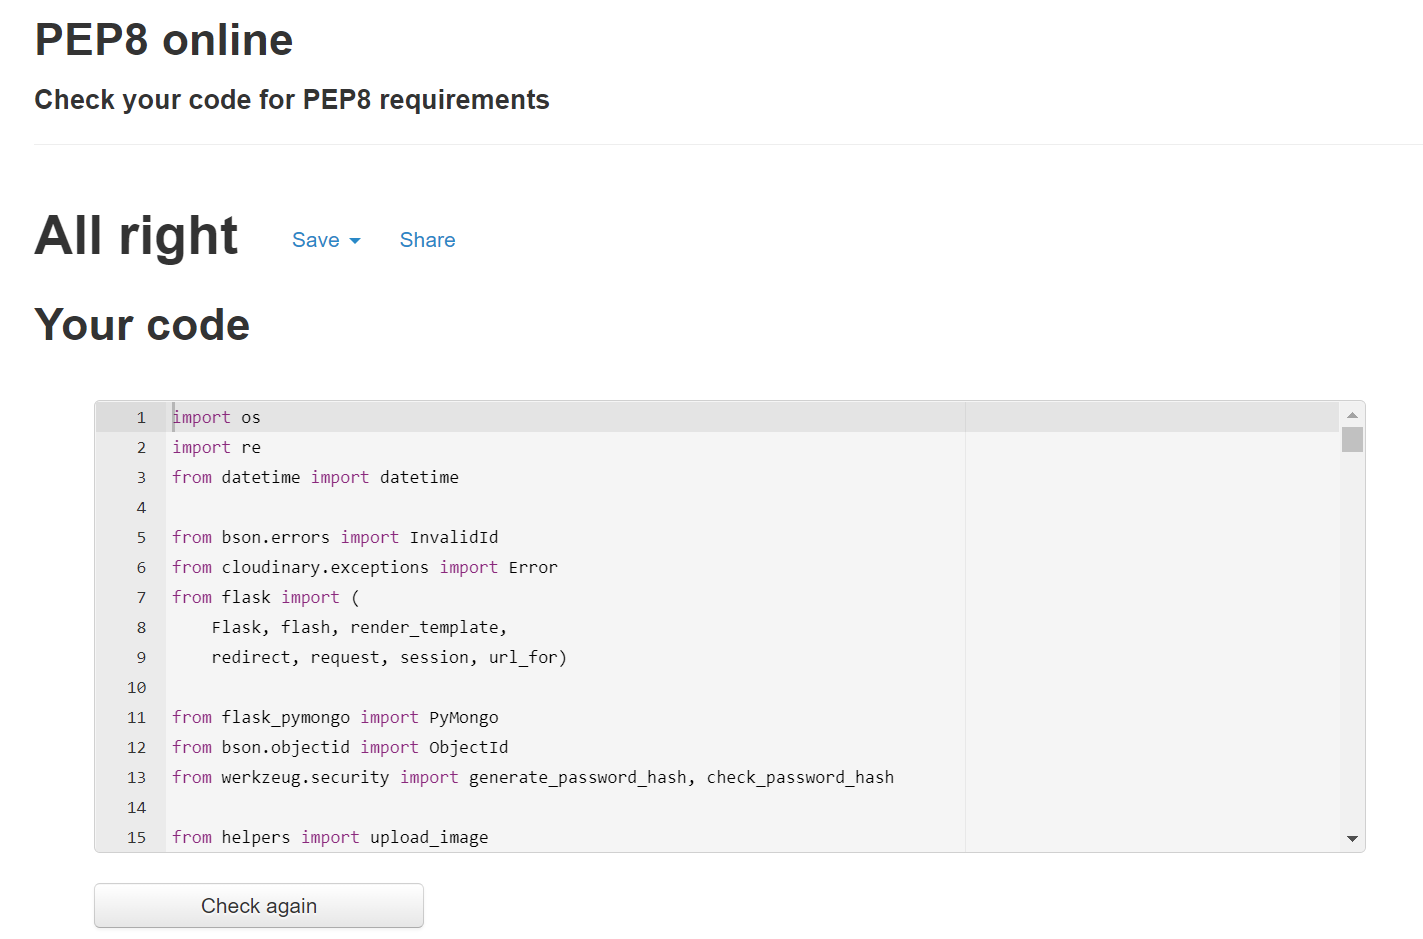 PEP8 online
Check your code for PEP8 requirements
All right Save Share
Your code
1 import os
2 import re
3 from datetime import datetime
4
5 from bson.errors import InvalidId
6 from cloudinary.exceptions import Error
7 from flask import (
8     Flask, flash, render_template,
9     redirect, request, session, url_for)
10
11 from flask_pymongo import PyMongo
12 from bson.objectid import ObjectId
13 from werkzeug.security import generate_password_hash, check_password_hash
14
15 from helpers import upload_image
Check again